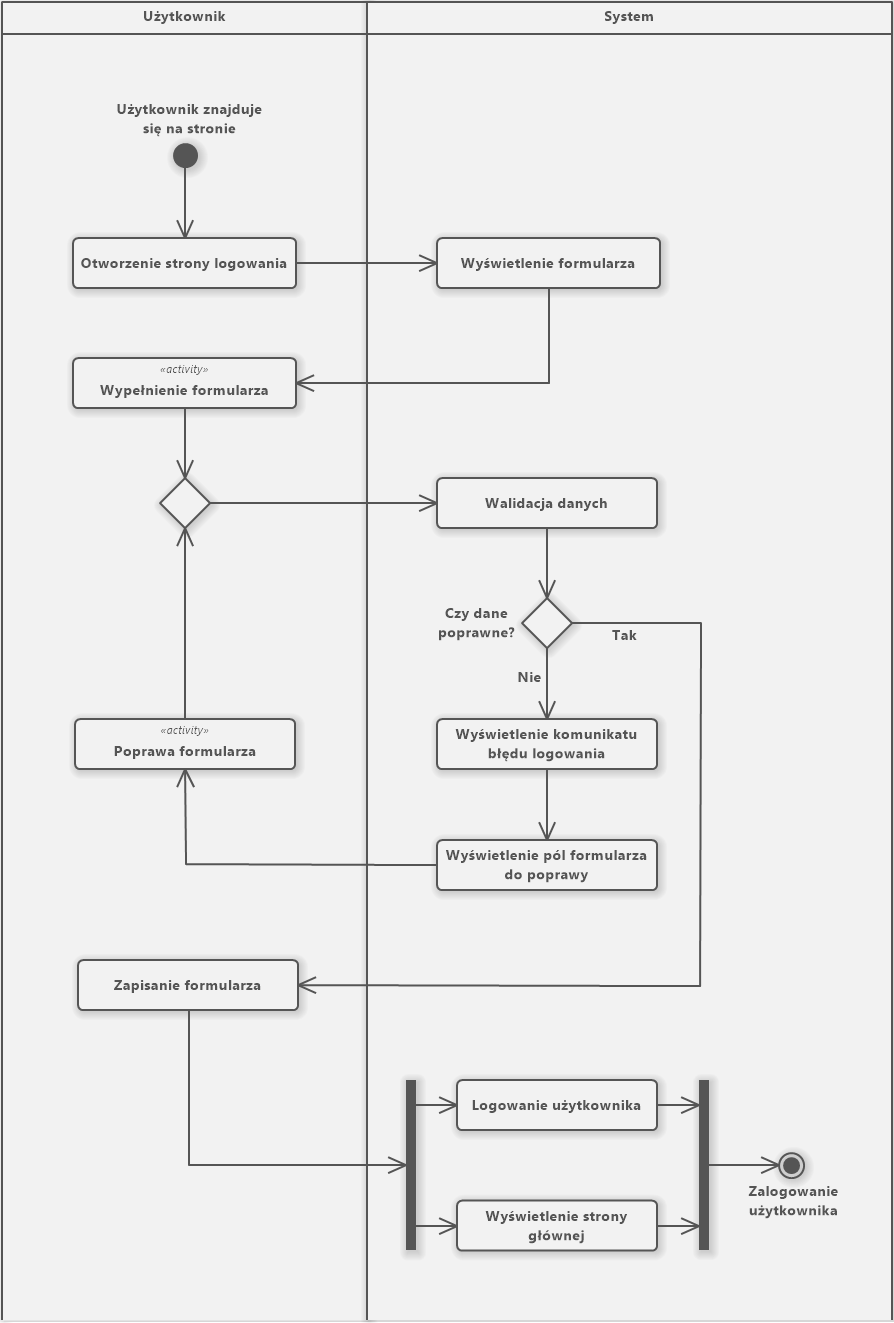 Użytkownik
System
Użytkownik znajduje
się na stronie
Otworzenie strony logowania
Wyświetlenie formularza
«activity»
Wypełnienie formularza
Walidacja danych
Czy dane
poprawne?
Tak
Nie
«activity»
Poprawa formularza
Wyświetlenie komunikatu
błędu logowania
Wyświetlenie pól formularza
do poprawy
Zapisanie formularza
Logowanie użytkownika
Wyświetlenie strony
głównej
Zalogowanie
użytkownika